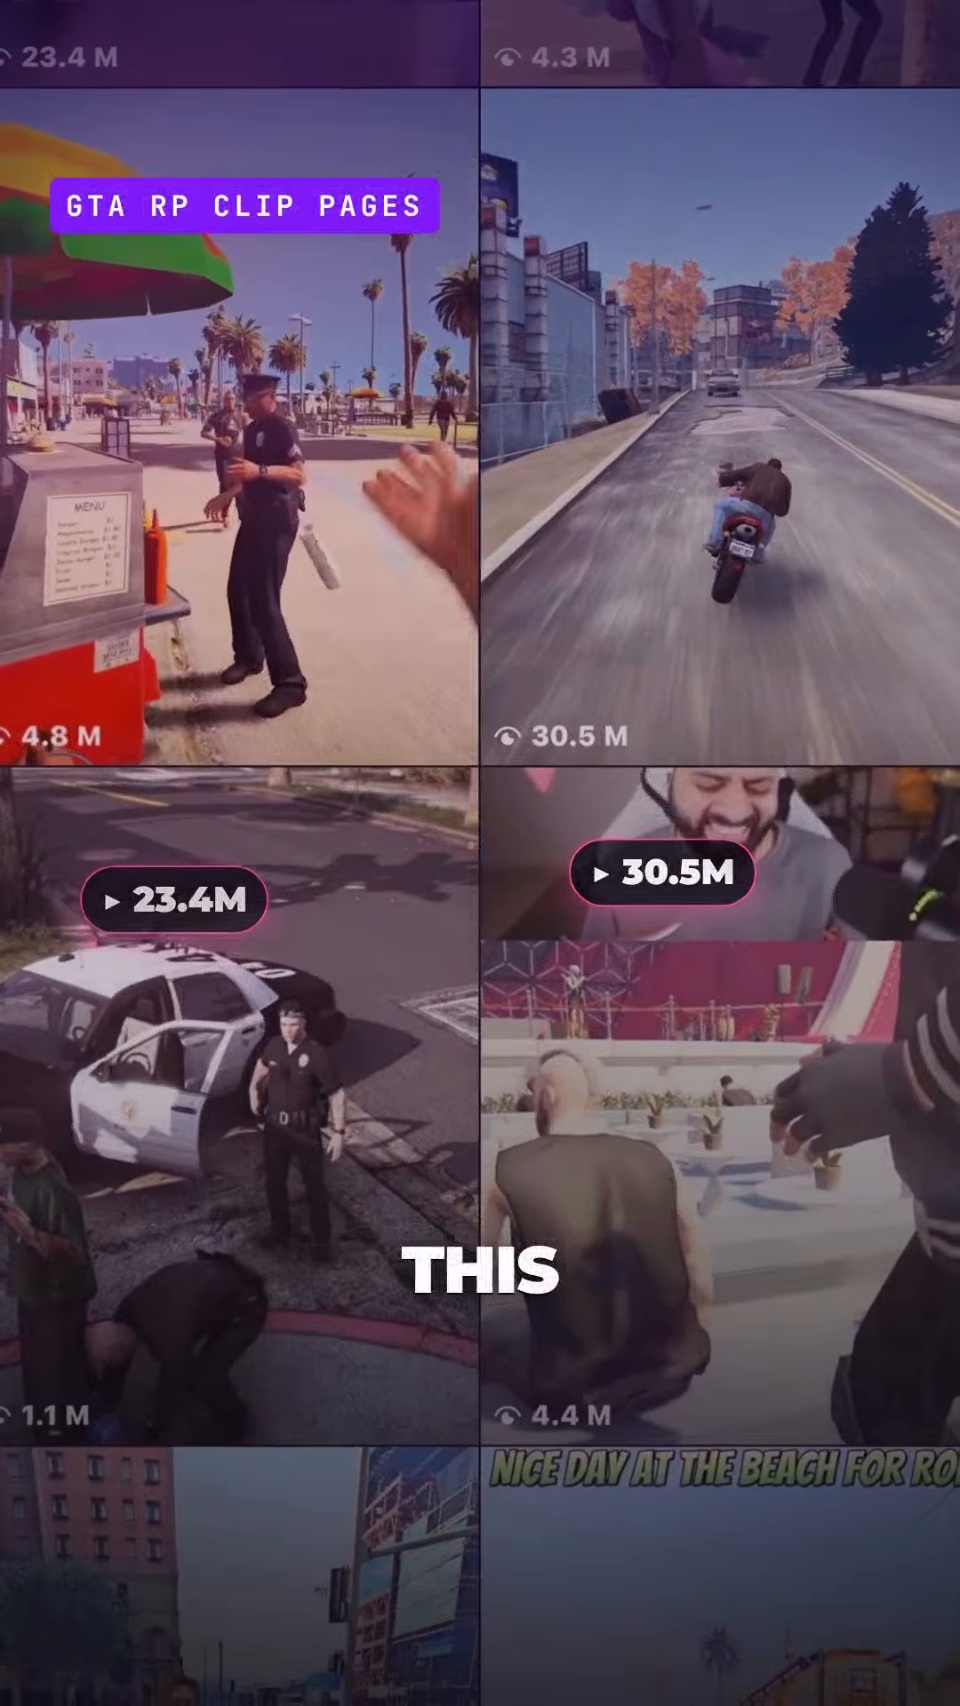 23.4 M
4.3 M
GTA RP CLIP PAGES
MENU
4.8 M
30.5 M
23.4M
30.5M
THIS
1.1 M
4.4 M
NICE DAY AT THE BEACH FOR